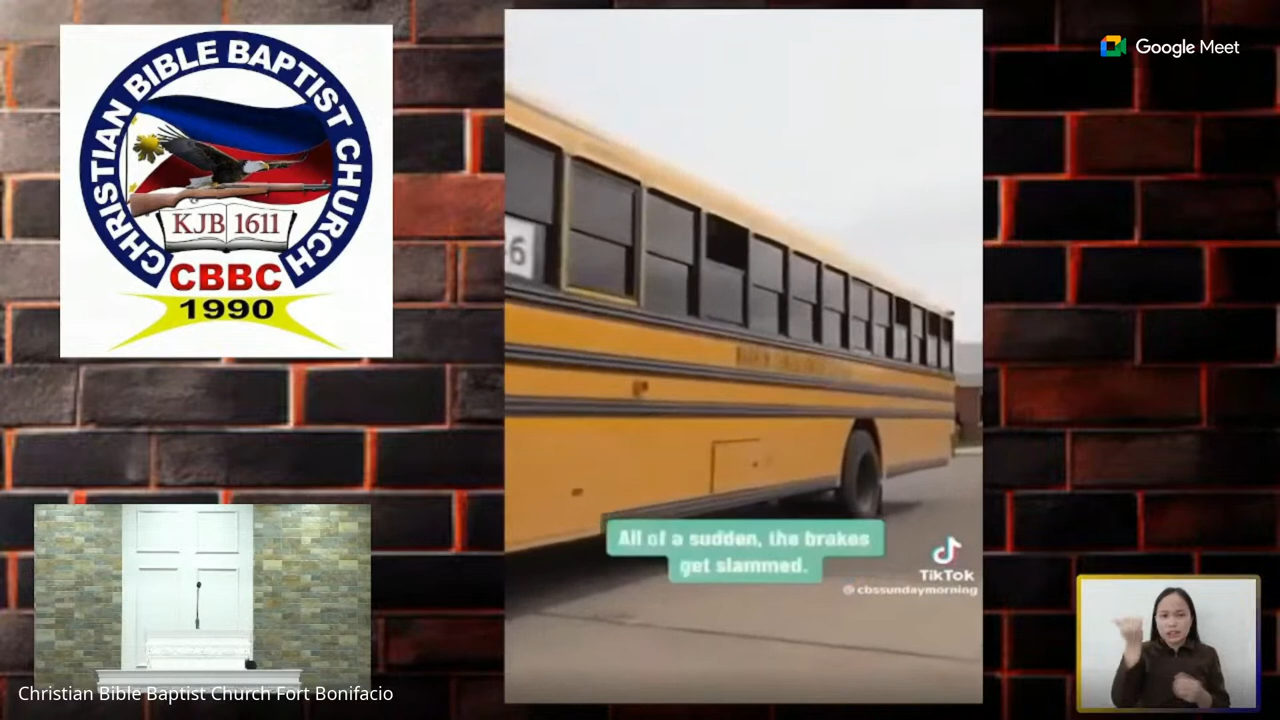 CHRISTIAN BIBLE BAPTIST CHURCH
KJB 1611
CBBC
1990
-6
All of a sudden, the brakes
get slammed.
TikTok
@cbssundaymorning
Google Meet
Christian Bible Baptist Church Fort Bonifacio